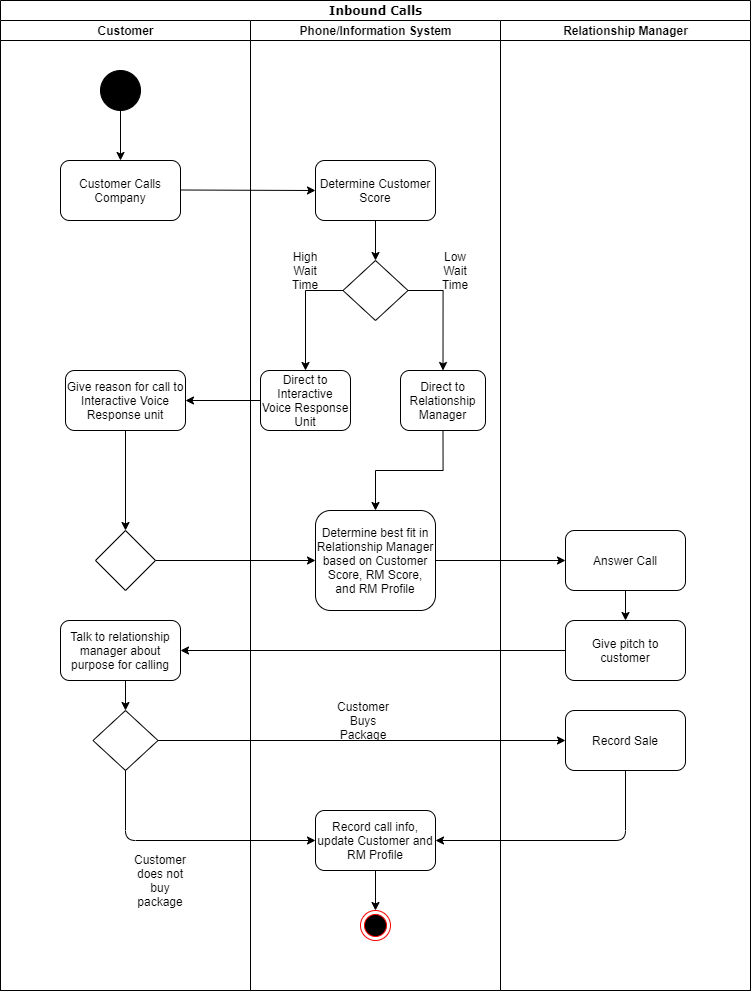 Inbound Calls
Customer
Phone/Information System
Relationship Manager
Customer Calls
Company
Determine Customer
Score
High
Wait
Time
Low
Wait
Time
Give reason for call to
Interactive Voice
Response unit
Direct to
Interactive
Voice Response
Unit
Direct to
Relationship
Manager
Determine best fit in
Relationship Manager
based on Customer
Score, RM Score,
and RM Profile
Answer Call
Talk to relationship
manager about
purpose for calling
Give pitch to
customer
Customer
Buys
Package
Record Sale
Record call info,
update Customer and
RM Profile
Customer
does not
buy
package